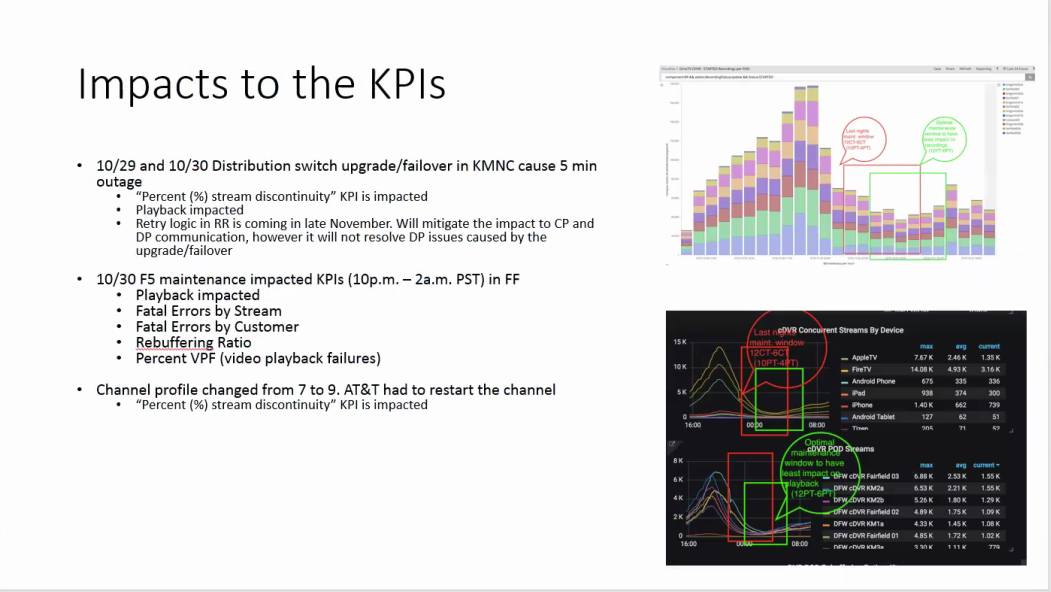 Impacts to the KPIs
• 10/29 and 10/30 Distribution switch upgrade/failover in KMNC cause 5 min
outage
• "Percent (%) stream discontinuity" KPI is impacted
• Playback impacted
• Retry logic in RR is coming in late November. Will mitigate the impact to CP and
DP communication, however it will not resolve DP issues caused by the
upgrade/failover
• 10/30 F5 maintenance impacted KPIs (10p.m. – 2a.m. PST) in FF
• Playback impacted
• Fatal Errors by Stream
• Fatal Errors by Customer
• Rebuffering Ratio
• Percent VPF (video playback failures)
• Channel profile changed from 7 to 9. AT&T had to restart the channel
• "Percent (%) stream discontinuity" KPI is impacted
Last nights
maint. window
12CT-6CT
(10PT-4PT)
Optimal
maintenance
window to have
least impact on
recordings
(12PT-6PT)
cDVR Concurrent Streams By Device
Last nights
maint. window
12CT-6CT
(10PT-4PT)
15 K
10 K
5 K
0
16:00 00:00 08:00
max avg current
AppleTV 7.67 K 2.46 K 1.35 K
FireTV 14.08 K 4.93 K 3.16 K
Android Phone 675 335 336
iPad 938 374 300
iPhone 1.40 K 662 739
Android Tablet 127 62 51
Tizen 205 71 52
cDVR POD Streams
Optimal
maintenance
window to have
least impact on
playback
(12PT-6PT)
8 K
6 K
4 K
2 K
0
16:00 00:00 08:00
max avg current
DFW cDVR Fairfield 03 6.88 K 2.53 K 1.55 K
DFW cDVR KM2a 6.53 K 2.21 K 1.55 K
DFW cDVR KM2b 5.26 K 1.80 K 1.29 K
DFW cDVR Fairfield 02 4.89 K 1.75 K 1.09 K
DFW cDVR KM1a 4.33 K 1.45 K 1.08 K
DFW cDVR Fairfield 01 4.85 K 1.72 K 1.02 K
DFW cDVR KM3a 3.30 K 1.11 K 779